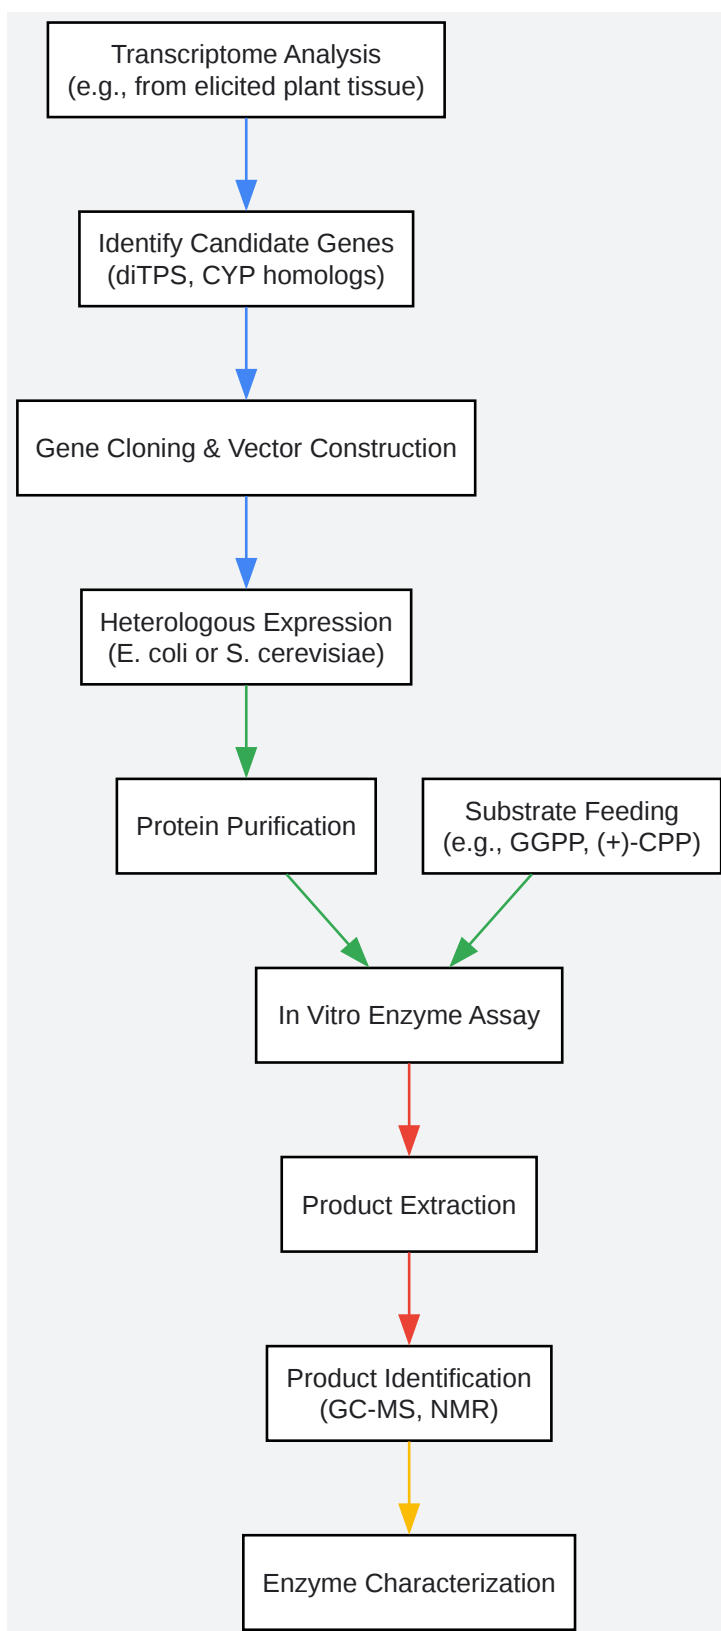 Transcriptome Analysis
(e.g., from elicited plant tissue)
Identify Candidate Genes
(diTPS, CYP homologs)
Gene Cloning & Vector Construction
Heterologous Expression
(E. coli or S. cerevisiae)
Protein Purification
Substrate Feeding
(e.g., GGPP, (+)-CPP)
In Vitro Enzyme Assay
Product Extraction
Product Identification
(GC-MS, NMR)
Enzyme Characterization